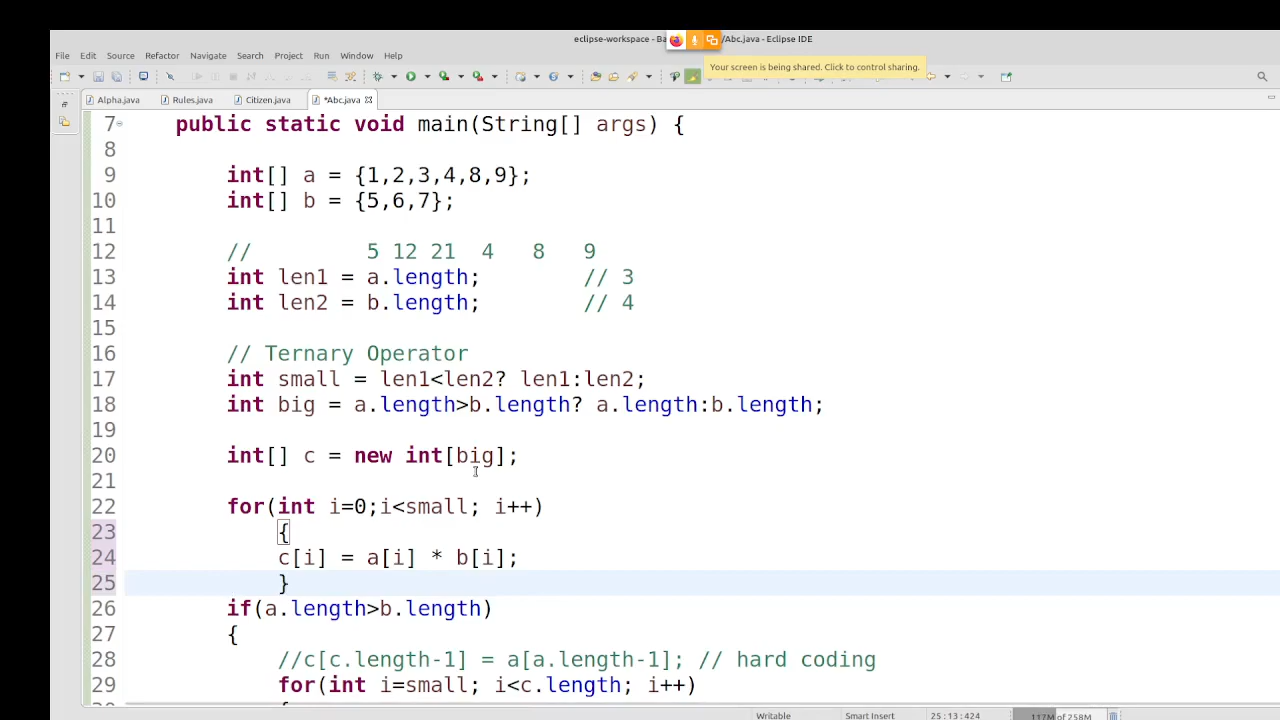 eclipse-workspace - Ba /Abc.java - Eclipse IDE
File Edit Source Refactor Navigate Search Project Run Window Help
Your screen is being shared. Click to control sharing.
Alpha.java Rules.java Citizen.java *Abc.java
7 public static void main(String[] args) {
8
9 int[] a = {1,2,3,4,8,9};
10 int[] b = {5,6,7};
11
12 // 5 12 21 4 8 9
13 int len1 = a.length; // 3
14 int len2 = b.length; // 4
15
16 // Ternary Operator
17 int small = len1<len2? len1:len2;
18 int big = a.length>b.length? a.length:b.length;
19
20 int[] c = new int[big];
21
22 for(int i=0;i<small; i++)
23 {
24 c[i] = a[i] * b[i];
25 }
26 if(a.length>b.length)
27 {
28 //c[c.length-1] = a[a.length-1]; // hard coding
29 for(int i=small; i<c.length; i++)
Writable Smart Insert 25:13:424 117M of 258M